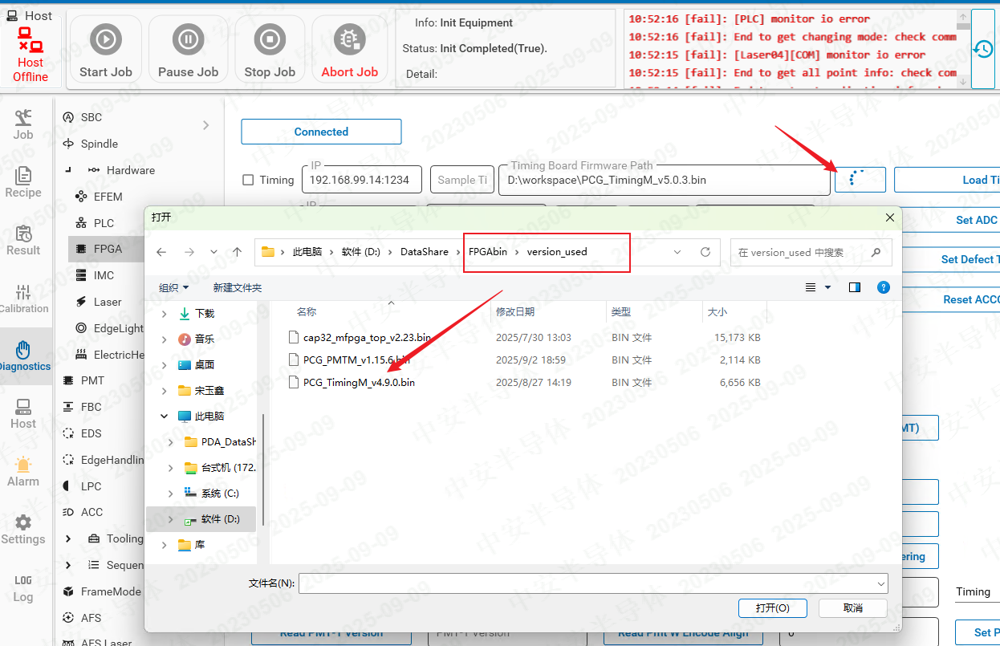 Host
Host
Offline
Start Job
Pause Job
Stop Job
Abort Job
Info: Init Equipment
Status: Init Completed(True).
Detail:
10:52:16 [fail]: [PLC] monitor io error
10:52:16 [fail]: End to get changing mode: check comm
10:52:15 [fail]: [Laser04][COM] monitor io error
10:52:15 [fail]: End to get all point info: check com
Job
Recipe
Result
Calibration
Diagnostics
Host
Alarm
Settings
LOG
Log
SBC
Spindle
Hardware
EFEM
PLC
FPGA
IMC
Laser
EdgeLight
ElectricHe
PMT
FBC
EDS
EdgeHandlin
LPC
ACC
Tooling
Sequen
FrameMode
AFS
AFS Laser
Connected
Timing
IP
192.168.99.14:1234
Sample Ti
Timing Board Firmware Path
D:\workspace\PCG_TimingM_v5.0.3.bin
Load Ti
IP
Set ADC
Set Defect T
Reset ACCC
MT)
ering
Timing
Set P
打开
此电脑
软件 (D:)
DataShare
FPGAbin
version_used
在 version_used 中搜索
组织
新建文件夹
下载
音乐
桌面
宋玉鑫
此电脑
PDA_DataSh
台式机 (172.
系统 (C:)
软件 (D:)
库
名称
修改日期
类型
大小
cap32_mfpga_top_v2.23.bin
2025/7/30 13:03
BIN 文件
15,173 KB
PCG_PMTM_v1.15.6.bin
2025/9/2 18:59
BIN 文件
2,114 KB
PCG_TimingM_v4.9.0.bin
2025/8/27 14:19
BIN 文件
6,656 KB
文件名(N):
打开(O)
取消
Read PMT-T Version
PMT-T Version
Read Pmt W Encode Align
0
中安半导体 20230506 2025-09-09